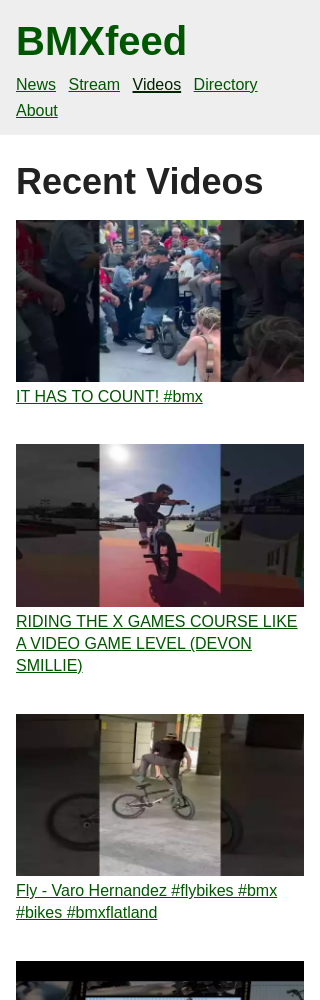 BMXfeed
News Stream Videos Directory
About
Recent Videos
IT HAS TO COUNT! #bmx
RIDING THE X GAMES COURSE LIKE
A VIDEO GAME LEVEL (DEVON
SMILLIE)
Fly - Varo Hernandez #flybikes #bmx
#bikes #bmxflatland